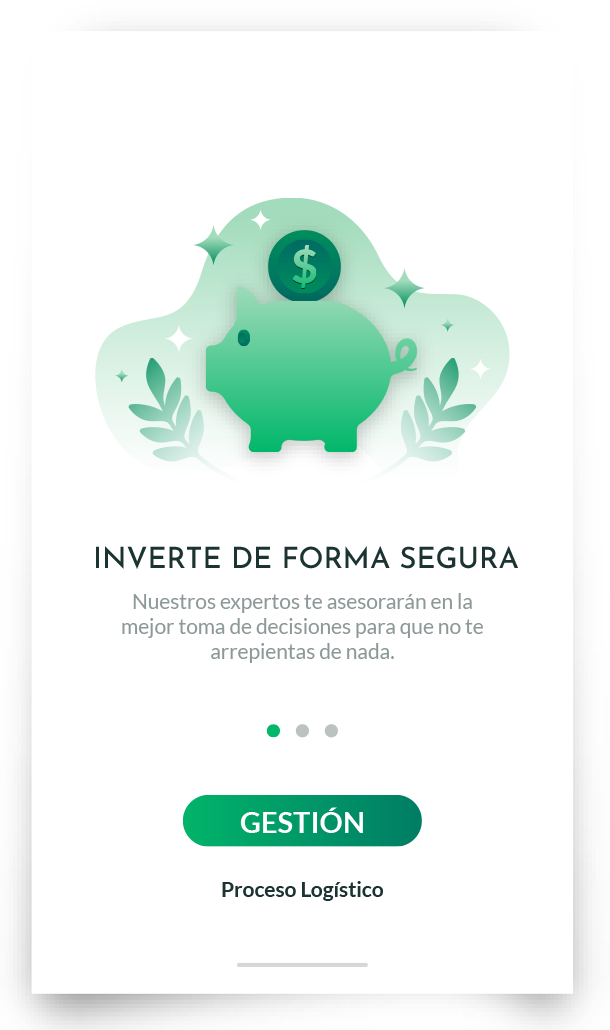 $
INVERTE DE FORMA SEGURA
Nuestros expertos te asesorarán en la
mejor toma de decisiones para que no te
arrepientas de nada.
GESTIÓN
Proceso Logístico